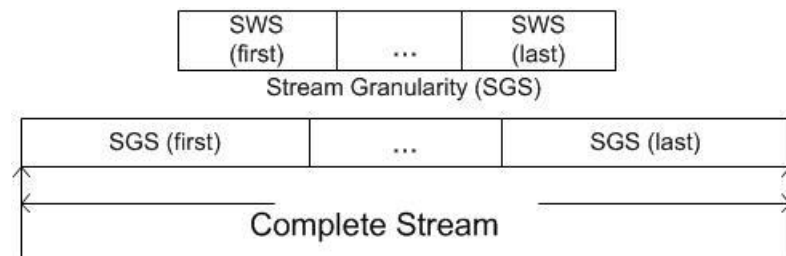 SWS (first) ... SWS (last)
Stream Granularity (SGS)
SGS (first) ... SGS (last)
Complete Stream